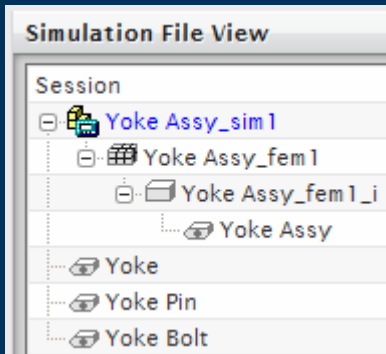 Simulation File View
Session
Yoke Assy_sim1
Yoke Assy_fem1
Yoke Assy_fem1_i
Yoke Assy
Yoke
Yoke Pin
Yoke Bolt